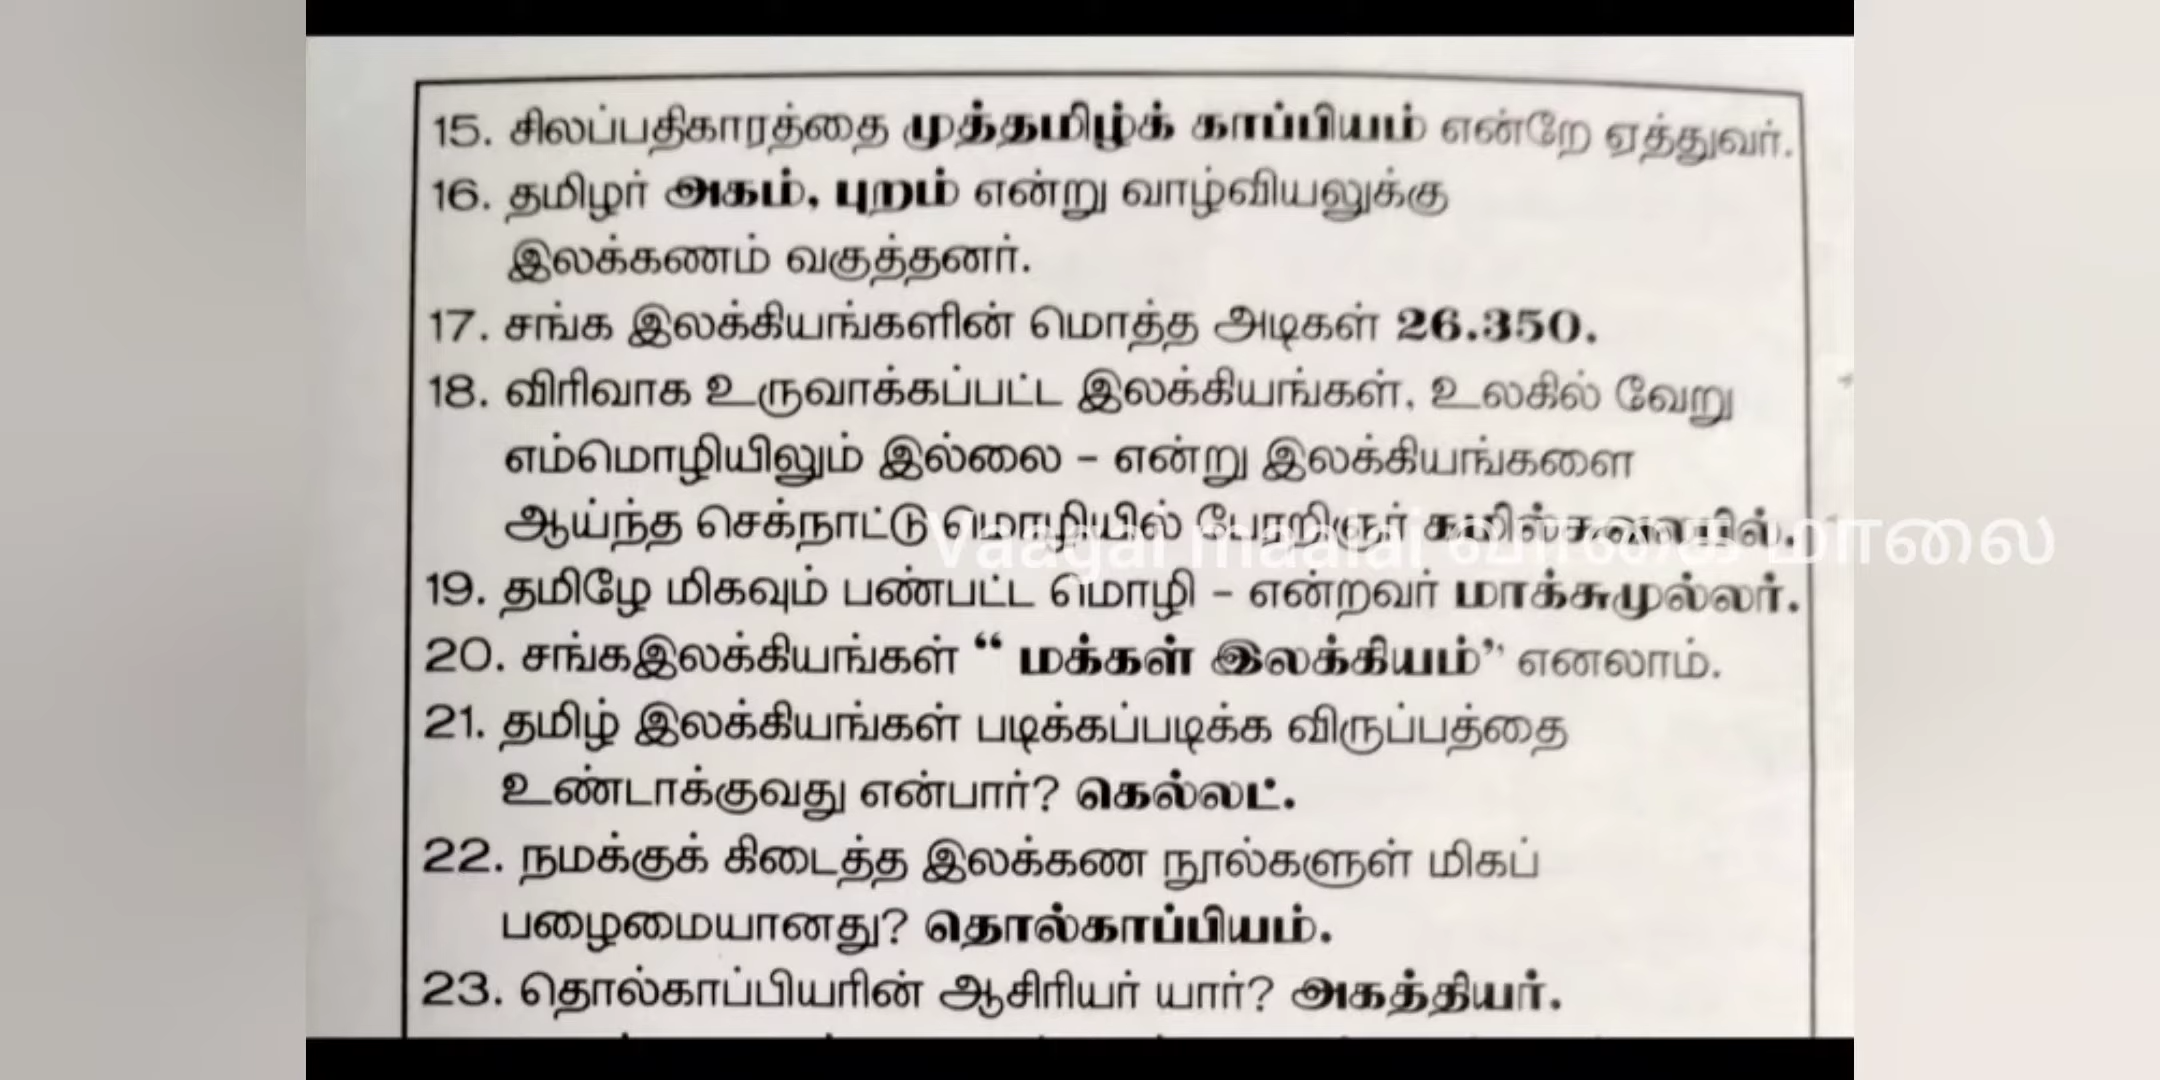 15. சிலப்பதிகாரத்தை முத்தமிழ்க் காப்பியம் என்றே ஏத்துவர்.
16. தமிழர் அகம், புறம் என்று வாழ்வியலுக்கு
இலக்கணம் வகுத்தனர்.
17. சங்க இலக்கியங்களின் மொத்த அடிகள் 26.350.
18. விரிவாக உருவாக்கப்பட்ட இலக்கியங்கள். உலகில் வேறு
எம்மொழியிலும் இல்லை – என்று இலக்கியங்களை
ஆய்ந்த செக்நாட்டு மொழியில் பேரறிஞர் கமில்சுவலபில்.
Vaagai maalai வாகை மாலை
19. தமிழே மிகவும் பண்பட்ட மொழி – என்றவர் மாக்சுமுல்லர்.
20. சங்கஇலக்கியங்கள் “ மக்கள் இலக்கியம்” எனலாம்.
21. தமிழ் இலக்கியங்கள் படிக்கப்படிக்க விருப்பத்தை
உண்டாக்குவது என்பார்? கெல்லட்.
22. நமக்குக் கிடைத்த இலக்கண நூல்களுள் மிகப்
பழைமையானது? தொல்காப்பியம்.
23. தொல்காப்பியரின் ஆசிரியர் யார்? அகத்தியர்.